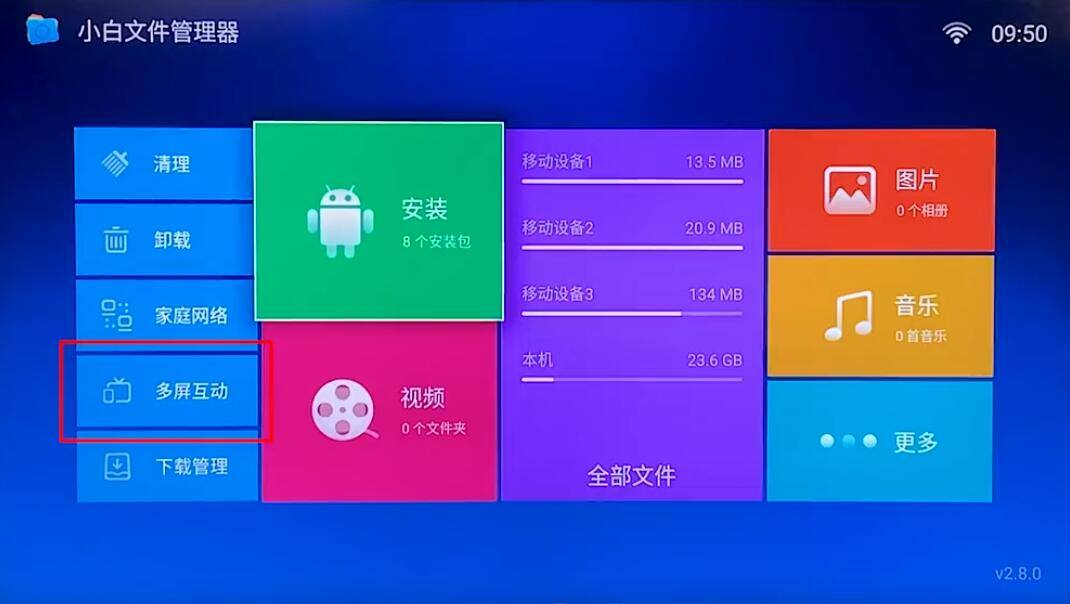 小白文件管理器
09:50
清理
卸载
家庭网络
多屏互动
下载管理
安装
8 个安装包
视频
0 个文件夹
移动设备1 13.5 MB
移动设备2 20.9 MB
移动设备3 134 MB
本机 23.6 GB
全部文件
图片
0 个相册
音乐
0 首音乐
更多
v2.8.0